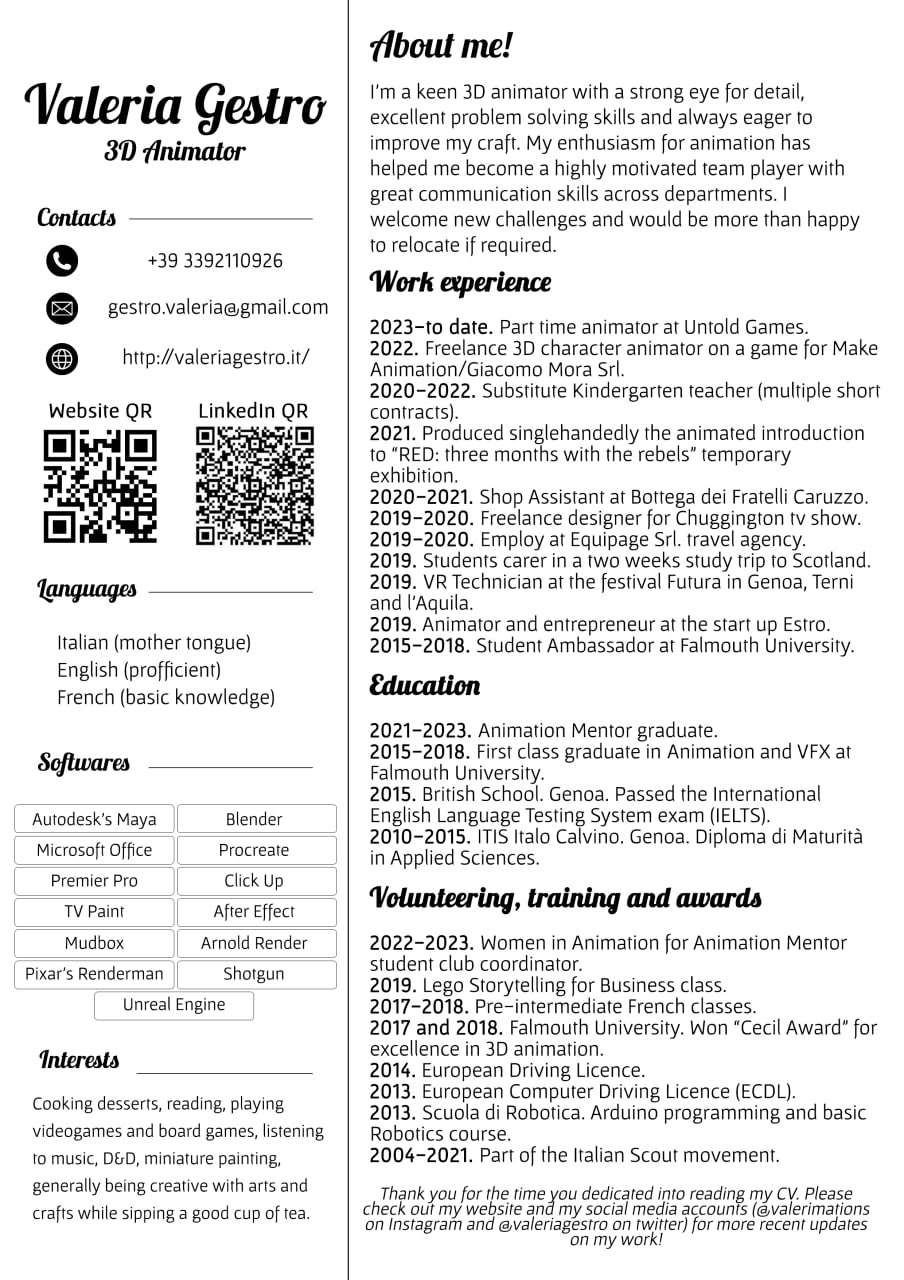 Valeria Gestro
3D Animator
Contacts
+39 3392110926
gestro.valeria@gmail.com
http://valeriagestro.it/
Website QR
LinkedIn QR
Languages
Italian (mother tongue)
English (profficient)
French (basic knowledge)
Softwares
Autodesk's Maya
Blender
Microsoft Office
Procreate
Premier Pro
Click Up
TV Paint
After Effect
Mudbox
Arnold Render
Pixar's Renderman
Shotgun
Unreal Engine
Interests
Cooking desserts, reading, playing
videogames and board games, listening
to music, D&D, miniature painting,
generally being creative with arts and
crafts while sipping a good cup of tea.
About me!
I'm a keen 3D animator with a strong eye for detail,
excellent problem solving skills and always eager to
improve my craft. My enthusiasm for animation has
helped me become a highly motivated team player with
great communication skills across departments. I
welcome new challenges and would be more than happy
to relocate if required.
Work experience
2023-to date. Part time animator at Untold Games.
2022. Freelance 3D character animator on a game for Make
Animation/Giacomo Mora Srl.
2020-2022. Substitute Kindergarten teacher (multiple short
contracts).
2021. Produced singlehandedly the animated introduction
to “RED: three months with the rebels” temporary
exhibition.
2020-2021. Shop Assistant at Bottega dei Fratelli Caruzzo.
2019-2020. Freelance designer for Chuggington tv show.
2019-2020. Employ at Equipage Srl. travel agency.
2019. Students carer in a two weeks study trip to Scotland.
2019. VR Technician at the festival Futura in Genoa, Terni
and l'Aquila.
2019. Animator and entrepreneur at the start up Estro.
2015-2018. Student Ambassador at Falmouth University.
Education
2021-2023. Animation Mentor graduate.
2015-2018. First class graduate in Animation and VFX at
Falmouth University.
2015. British School. Genoa. Passed the International
English Language Testing System exam (IELTS).
2010-2015. ITIS Italo Calvino. Genoa. Diploma di Maturità
in Applied Sciences.
Volunteering, training and awards
2022-2023. Women in Animation for Animation Mentor
student club coordinator.
2019. Lego Storytelling for Business class.
2017-2018. Pre-intermediate French classes.
2017 and 2018. Falmouth University. Won “Cecil Award” for
excellence in 3D animation.
2014. European Driving Licence.
2013. European Computer Driving Licence (ECDL).
2013. Scuola di Robotica. Arduino programming and basic
Robotics course.
2004-2021. Part of the Italian Scout movement.
Thank you for the time you dedicated into reading my CV. Please
check out my website and my social media accounts (@valerimations
on Instagram and @valeriagestro on twitter) for more recent updates
on my work!